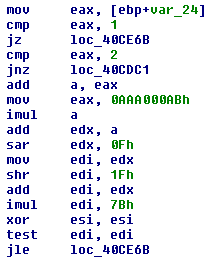 mov eax, [ebp+var_24]
cmp eax, 1
jz loc_40CE6B
cmp eax, 2
jnz loc_40CDC1
add a, eax
mov eax, 0AAA000ABh
imul a
add edx, a
sar edx, 0Fh
mov edi, edx
shr edi, 1Fh
add edi, edx
imul edi, 7Bh
xor esi, esi
test edi, edi
jle loc_40CE6B